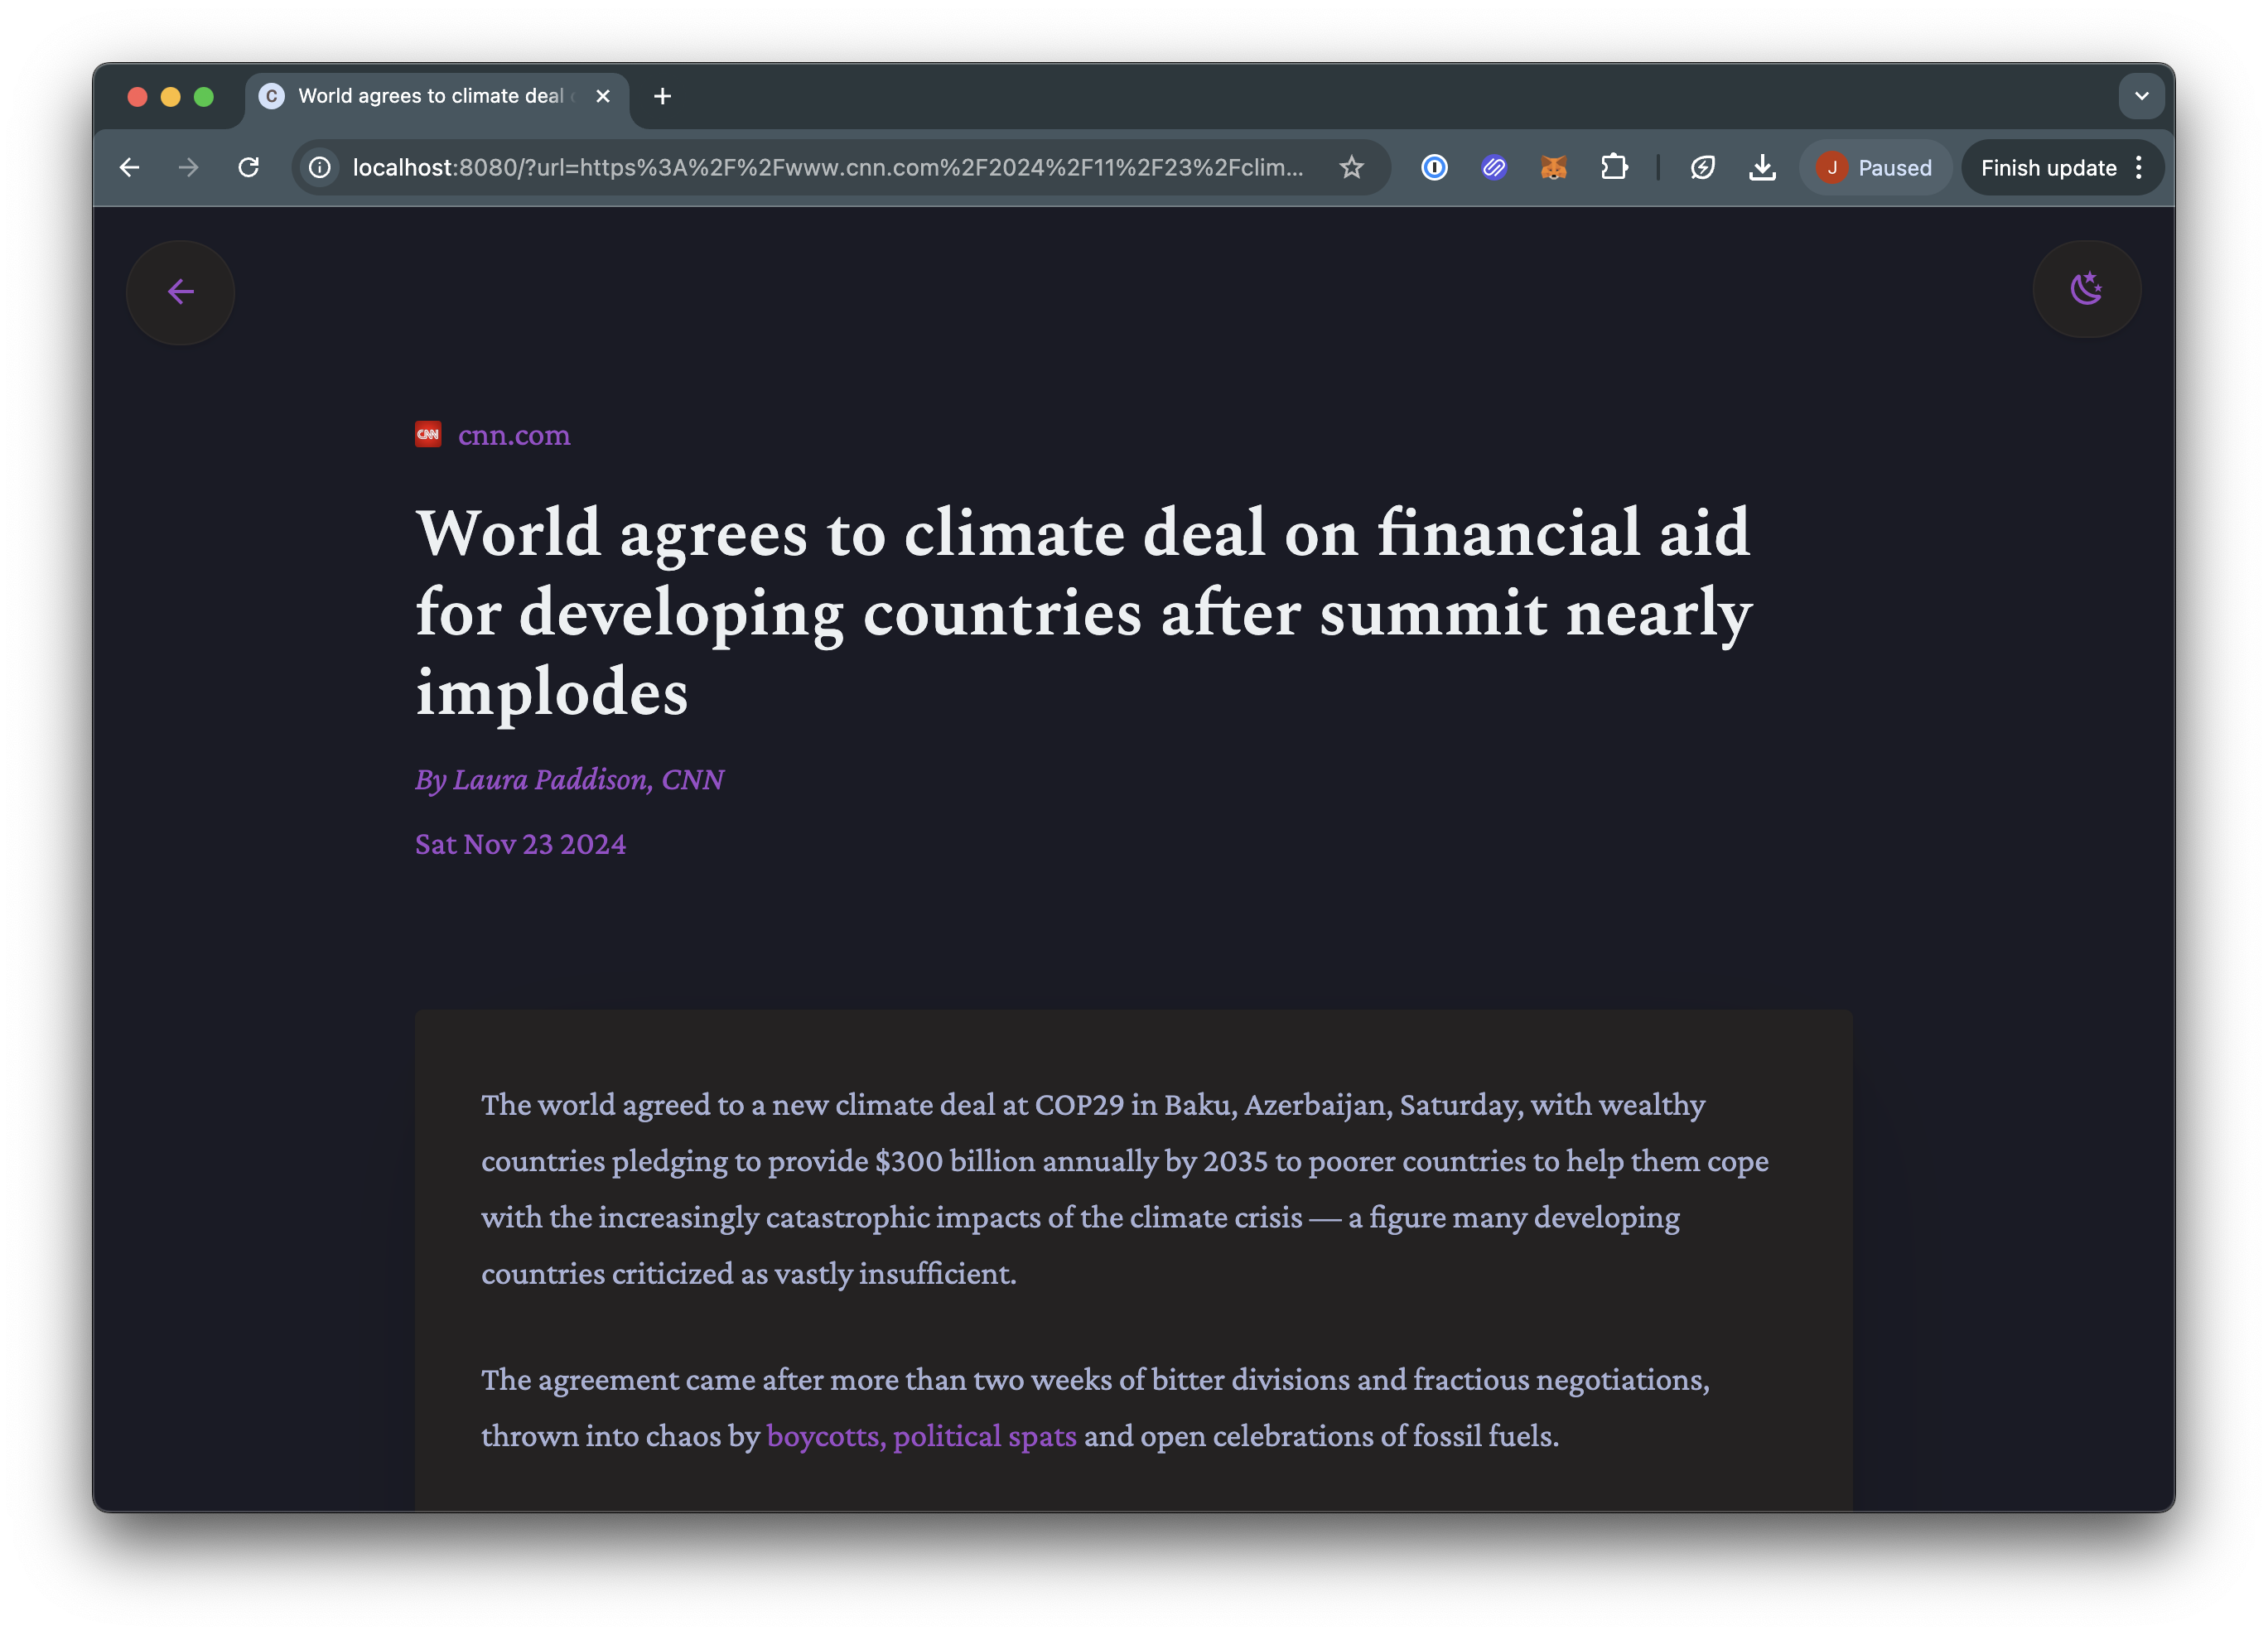 C World agrees to climate deal
localhost:8080/?url=https%3A%2F%2Fwww.cnn.com%2F2024%2F11%2F23%2Fclim...
J Paused
Finish update
CNN cnn.com
World agrees to climate deal on financial aid
for developing countries after summit nearly
implodes
By Laura Paddison, CNN
Sat Nov 23 2024
The world agreed to a new climate deal at COP29 in Baku, Azerbaijan, Saturday, with wealthy
countries pledging to provide $300 billion annually by 2035 to poorer countries to help them cope
with the increasingly catastrophic impacts of the climate crisis — a figure many developing
countries criticized as vastly insufficient.
The agreement came after more than two weeks of bitter divisions and fractious negotiations,
thrown into chaos by boycotts, political spats and open celebrations of fossil fuels.